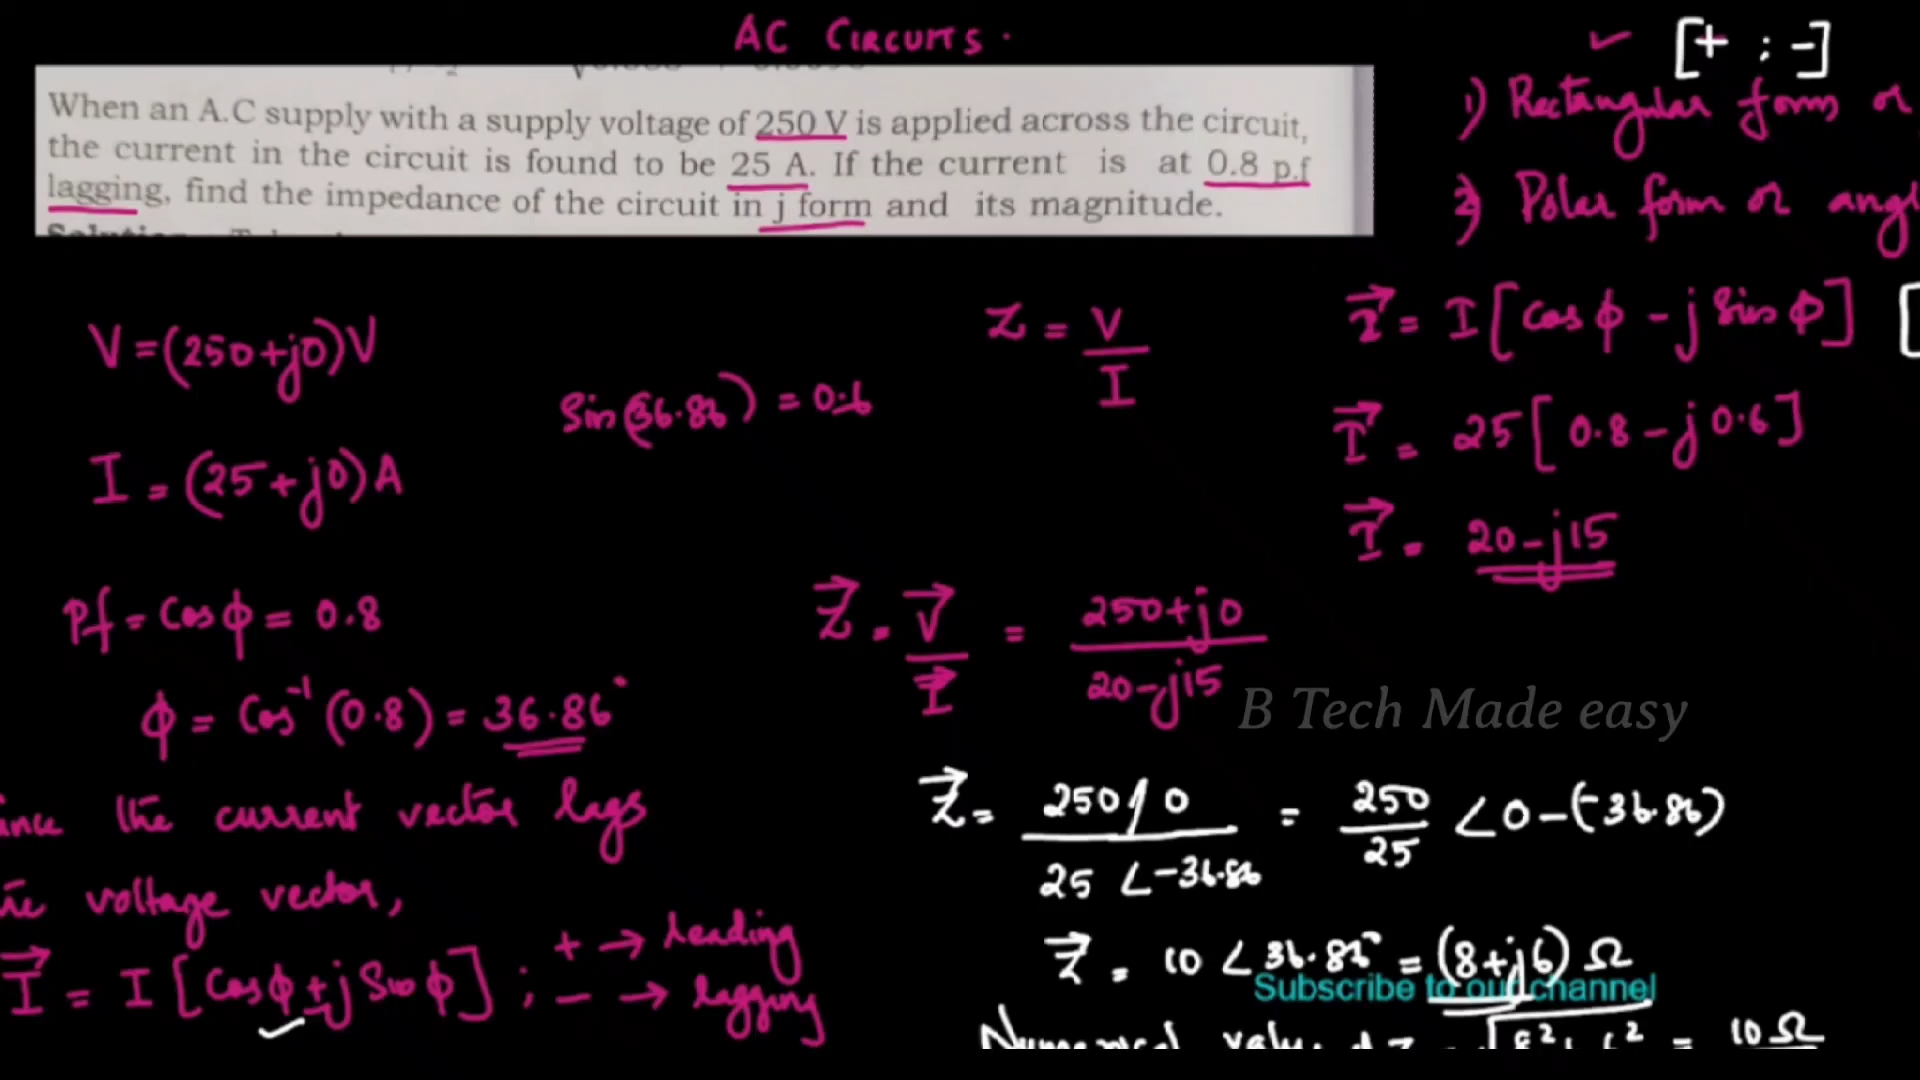 AC CIRCUITS.
[+ ; -]
1) Rectangular form or
2) Polar form or angl
When an A.C supply with a supply voltage of 250 V is applied across the circuit,
the current in the circuit is found to be 25 A. If the current is at 0.8 p.f
lagging, find the impedance of the circuit in j form and its magnitude.
V = (250+j0)V
I = (25+j0)A
Sin(36.86) = 0.6
Z = V/I
I = I[Cos ϕ - j Sin ϕ]
I = 25[0.8 - j0.6]
I = 20-j15
Pf = Cos ϕ = 0.8
ϕ = Cos⁻¹(0.8) = 36.86°
ince the current vector lags
voltage vector,
I = I[Cos ϕ ± j Sin ϕ] ; + → leading
- → lagging
Z = V/I = 250+j0 / 20-j15
B Tech Made easy
Z = 250∠0 / 25∠-36.86 = 250/25 ∠0-(-36.86)
Z = 10∠36.86° = (8+j6) Ω
Subscribe to our channel
= 10Ω